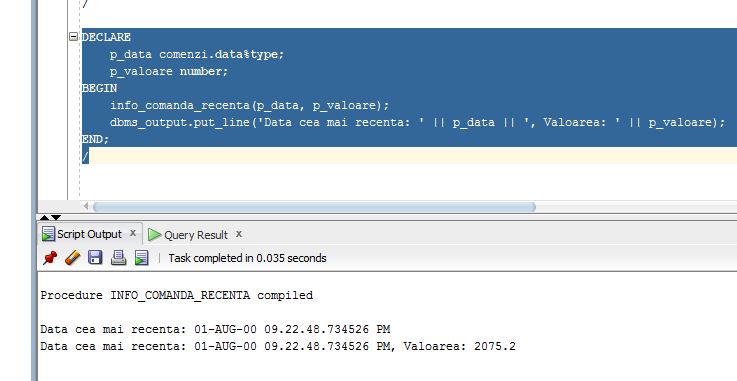 /
DECLARE
p_data comenzi.data%type;
p_valoare number;
BEGIN
info_comanda_recenta(p_data, p_valoare);
dbms_output.put_line('Data cea mai recenta: ' || p_data || ', Valoarea: ' || p_valoare);
END;
/
Script Output x Query Result x
Task completed in 0.035 seconds
Procedure INFO_COMANDA_RECENTA compiled
Data cea mai recenta: 01-AUG-00 09.22.48.734526 PM
Data cea mai recenta: 01-AUG-00 09.22.48.734526 PM, Valoarea: 2075.2